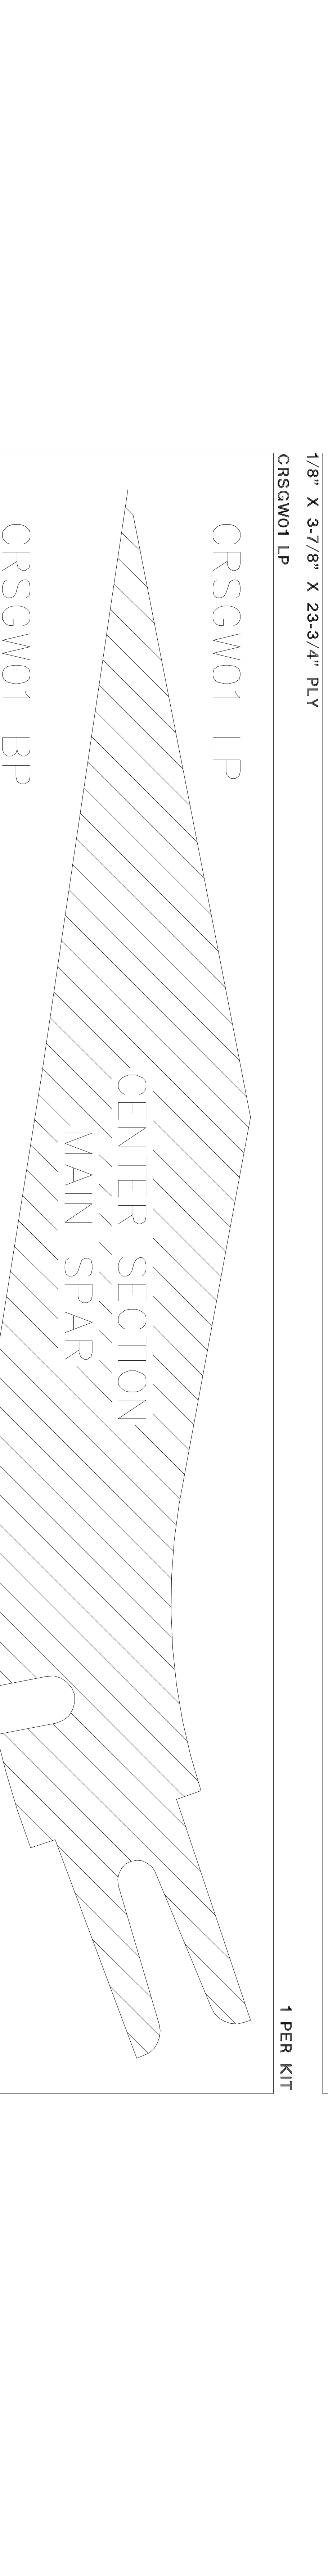 1/8” X 3-7/8” X 23-3/4” PLY
CRSGW01 LP
1 PER KIT
CRSGW01 LP
CENTER SECTION
MAIN SPAR
CRSGW01 BP